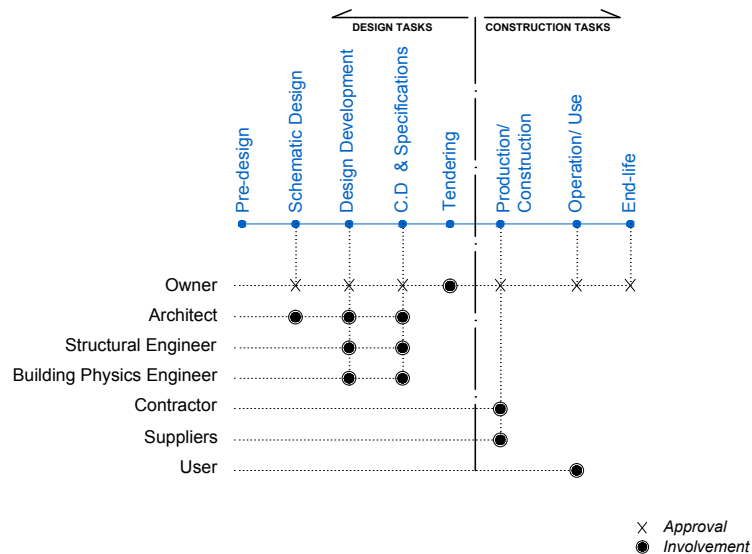 DESIGN TASKS
CONSTRUCTION TASKS
Pre-design
Schematic Design
Design Development
C.D & Specifications
Tendering
Production/
Construction
Operation/ Use
End-life
Owner
Architect
Structural Engineer
Building Physics Engineer
Contractor
Suppliers
User
Approval
Involvement